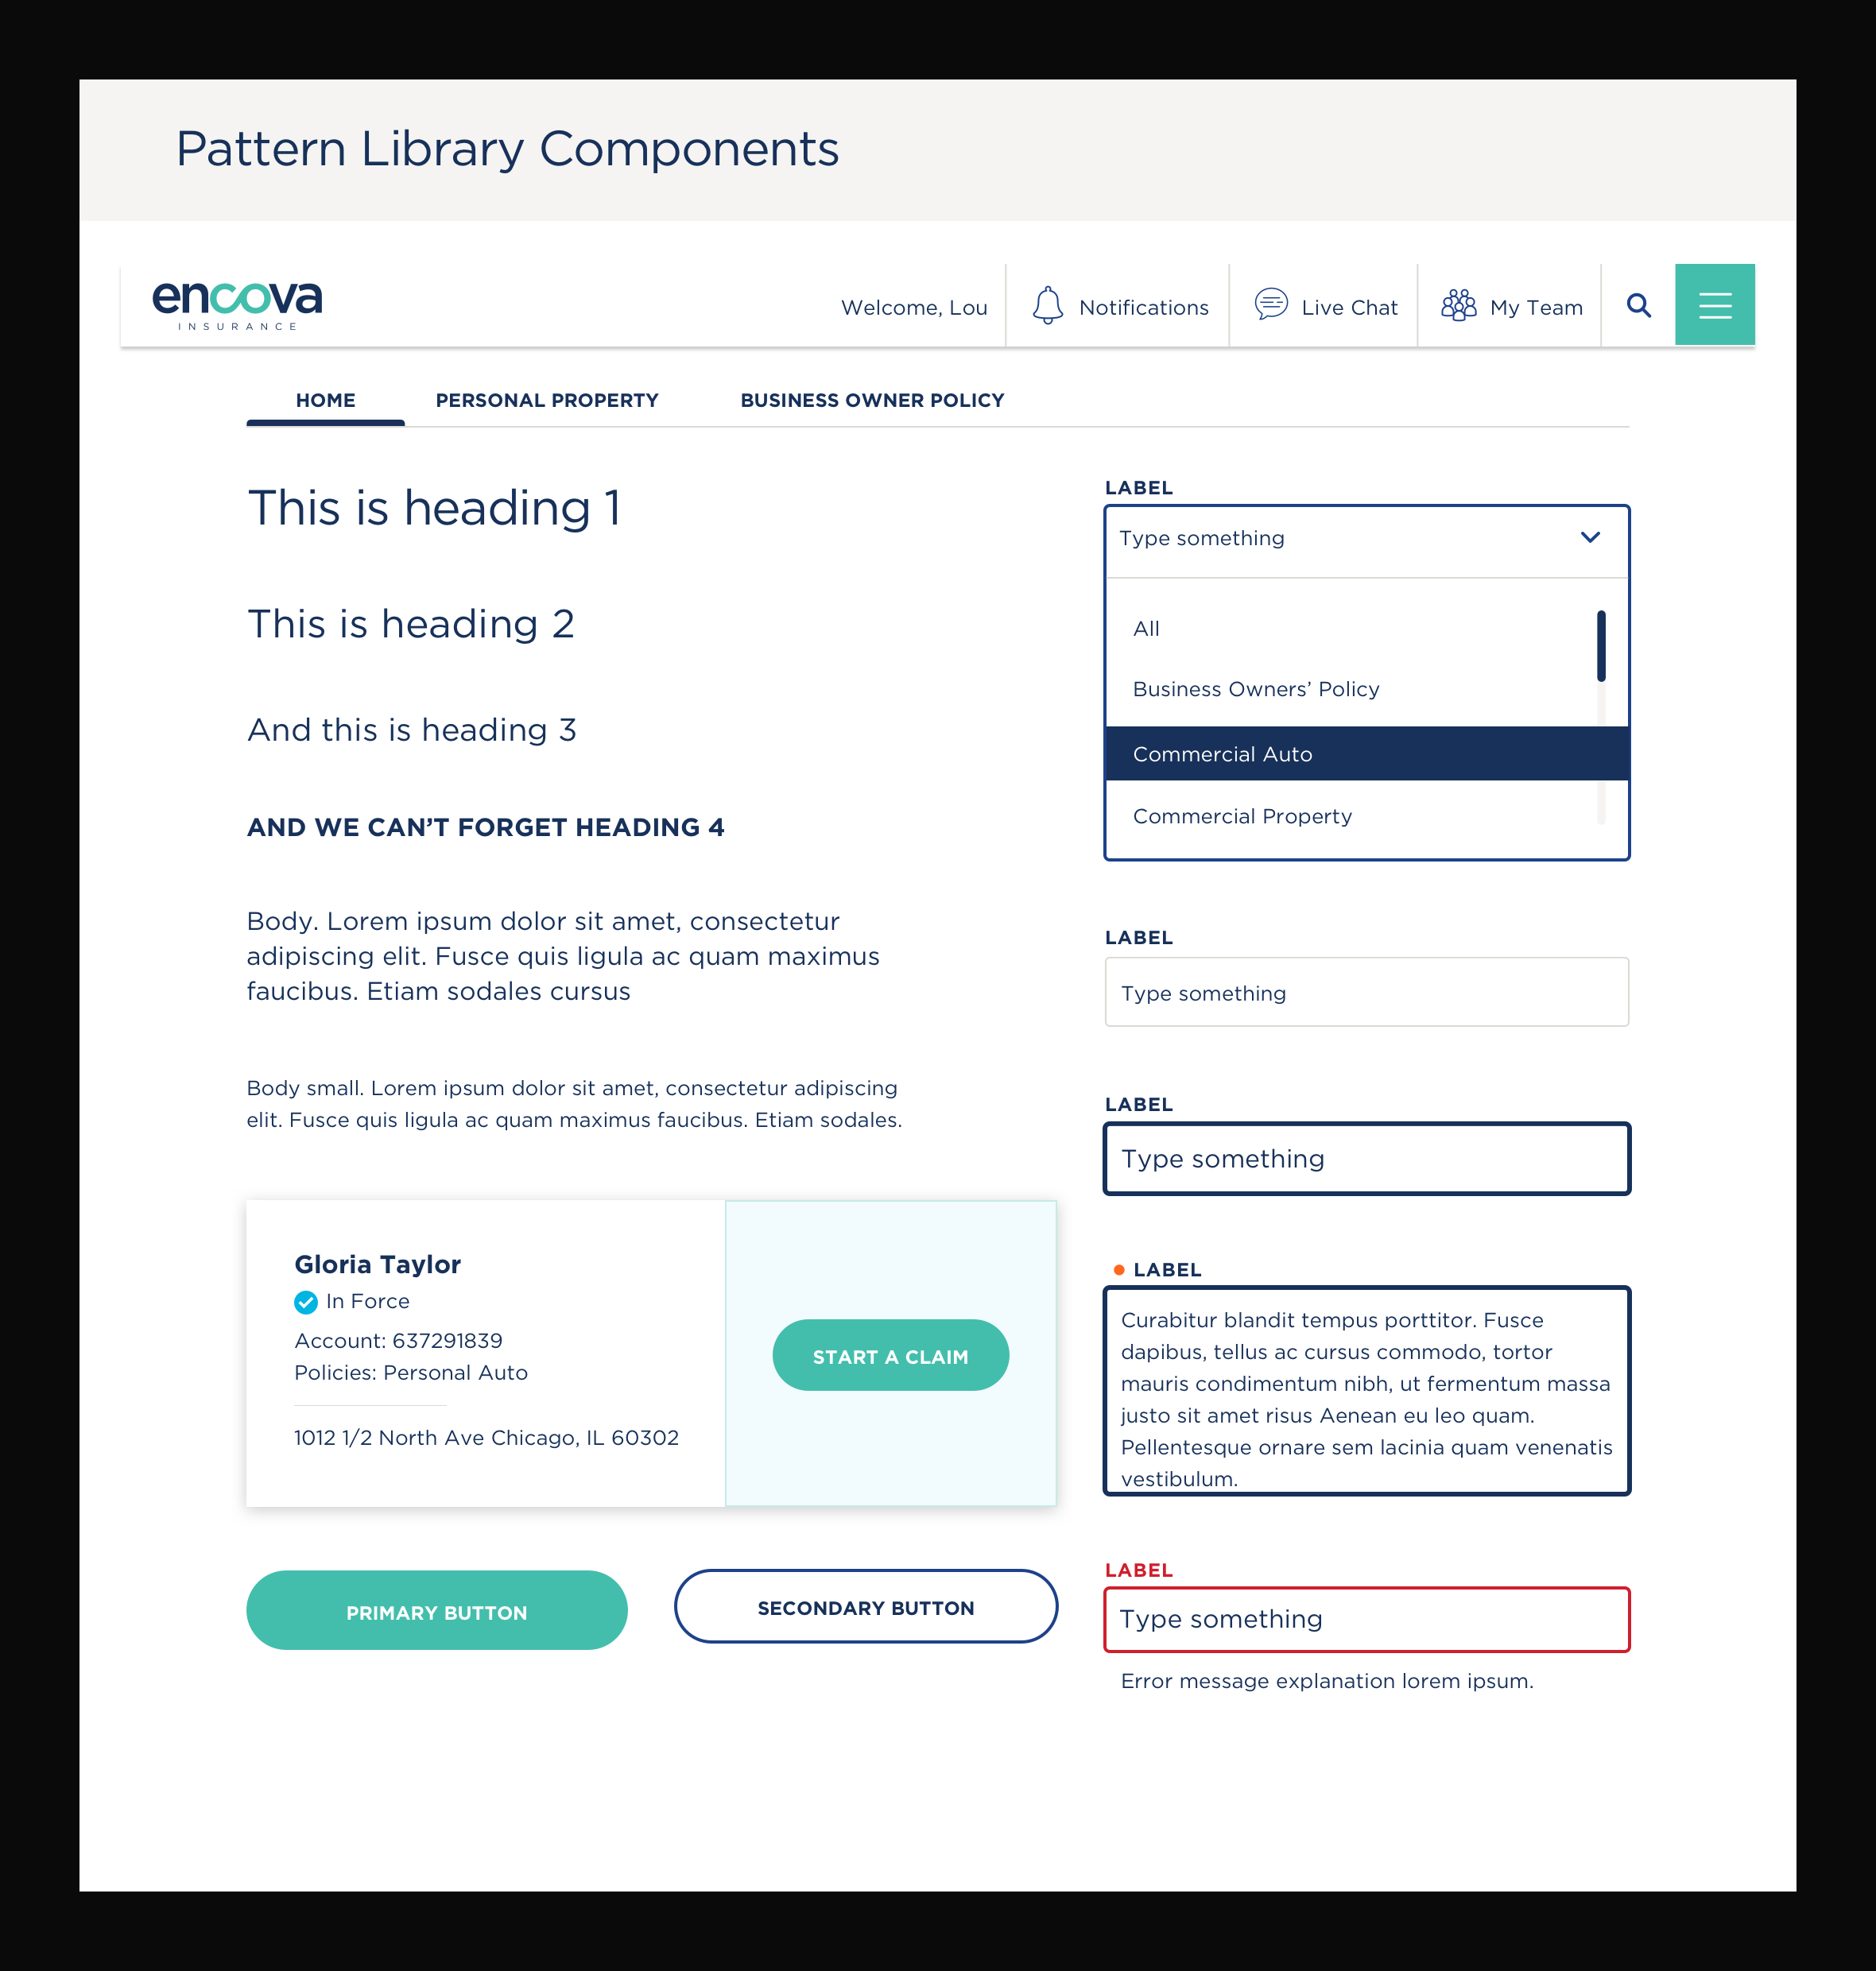 Pattern Library Components
encova
INSURANCE
Welcome, Lou
Notifications
Live Chat
My Team
HOME
PERSONAL PROPERTY
BUSINESS OWNER POLICY
This is heading 1
This is heading 2
And this is heading 3
AND WE CAN’T FORGET HEADING 4
Body. Lorem ipsum dolor sit amet, consectetur
adipiscing elit. Fusce quis ligula ac quam maximus
faucibus. Etiam sodales cursus
Body small. Lorem ipsum dolor sit amet, consectetur adipiscing
elit. Fusce quis ligula ac quam maximus faucibus. Etiam sodales.
Gloria Taylor
In Force
Account: 637291839
Policies: Personal Auto
1012 1/2 North Ave Chicago, IL 60302
START A CLAIM
PRIMARY BUTTON
SECONDARY BUTTON
LABEL
Type something
All
Business Owners’ Policy
Commercial Auto
Commercial Property
LABEL
Type something
LABEL
Type something
LABEL
Curabitur blandit tempus porttitor. Fusce
dapibus, tellus ac cursus commodo, tortor
mauris condimentum nibh, ut fermentum massa
justo sit amet risus Aenean eu leo quam.
Pellentesque ornare sem lacinia quam venenatis
vestibulum.
LABEL
Type something
Error message explanation lorem ipsum.